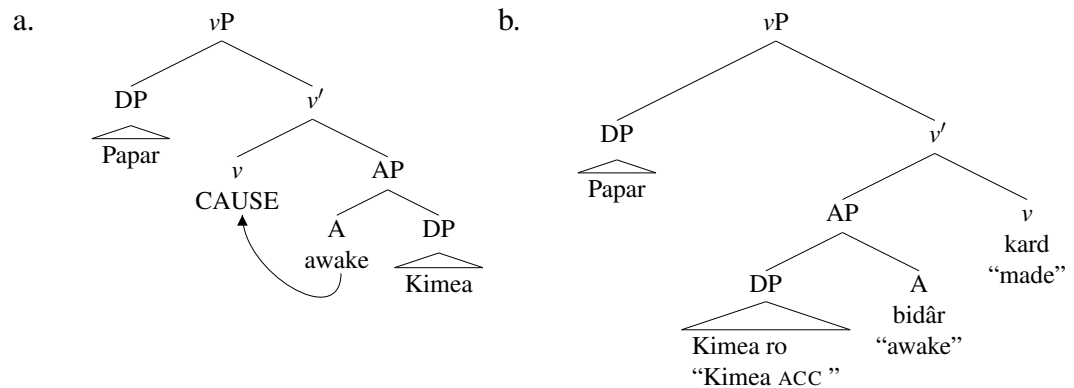 a.
vP
DP
v′
Papar
v
AP
CAUSE
A
DP
awake
Kimea
b.
vP
DP
v′
Papar
AP
v
kard
“made”
DP
A
bidâr
“awake”
Kimea ro
“Kimea ACC ”